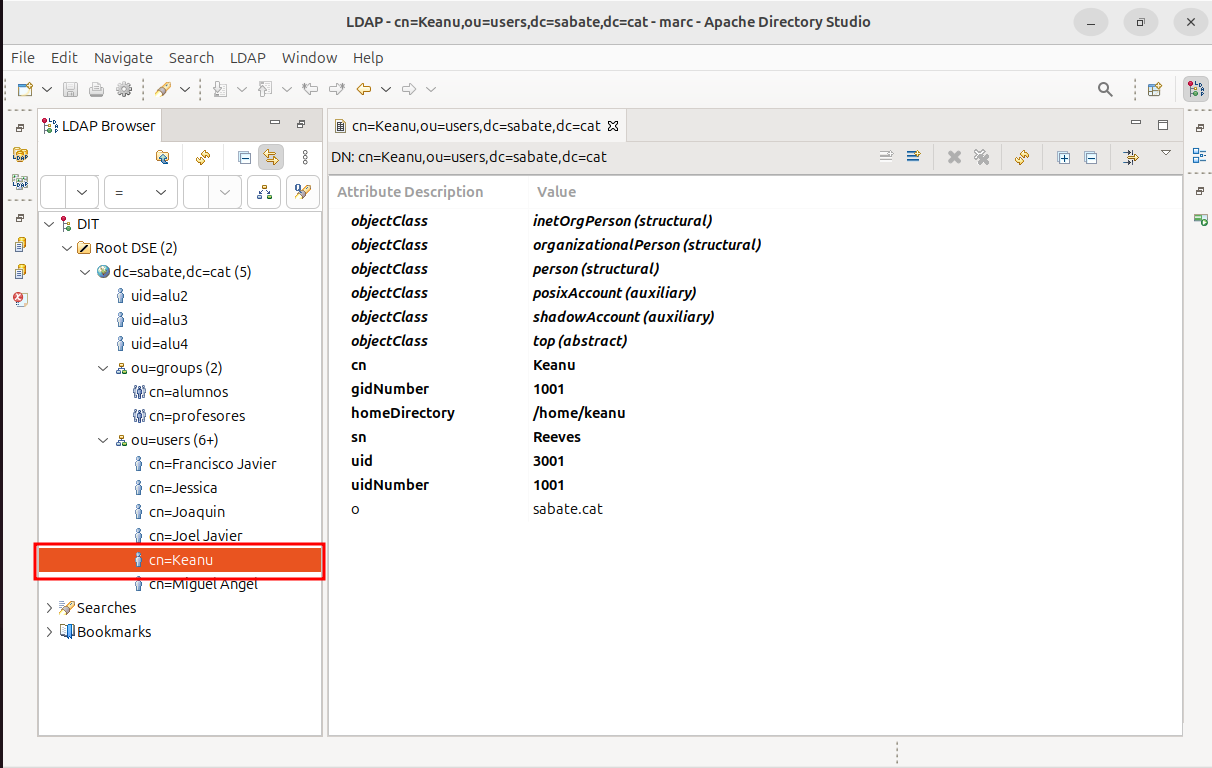 LDAP - cn=Keanu,ou=users,dc=sabate,dc=cat - marc - Apache Directory Studio
File Edit Navigate Search LDAP Window Help
LDAP Browser
cn=Keanu,ou=users,dc=sabate,dc=cat
DN: cn=Keanu,ou=users,dc=sabate,dc=cat
=
DIT
Root DSE (2)
dc=sabate,dc=cat (5)
uid=alu2
uid=alu3
uid=alu4
ou=groups (2)
cn=alumnos
cn=profesores
ou=users (6+)
cn=Francisco Javier
cn=Jessica
cn=Joaquin
cn=Joel Javier
cn=Keanu
cn=Miguel Angel
Searches
Bookmarks
Attribute Description Value
objectClass inetOrgPerson (structural)
objectClass organizationalPerson (structural)
objectClass person (structural)
objectClass posixAccount (auxiliary)
objectClass shadowAccount (auxiliary)
objectClass top (abstract)
cn Keanu
gidNumber 1001
homeDirectory /home/keanu
sn Reeves
uid 3001
uidNumber 1001
o sabate.cat